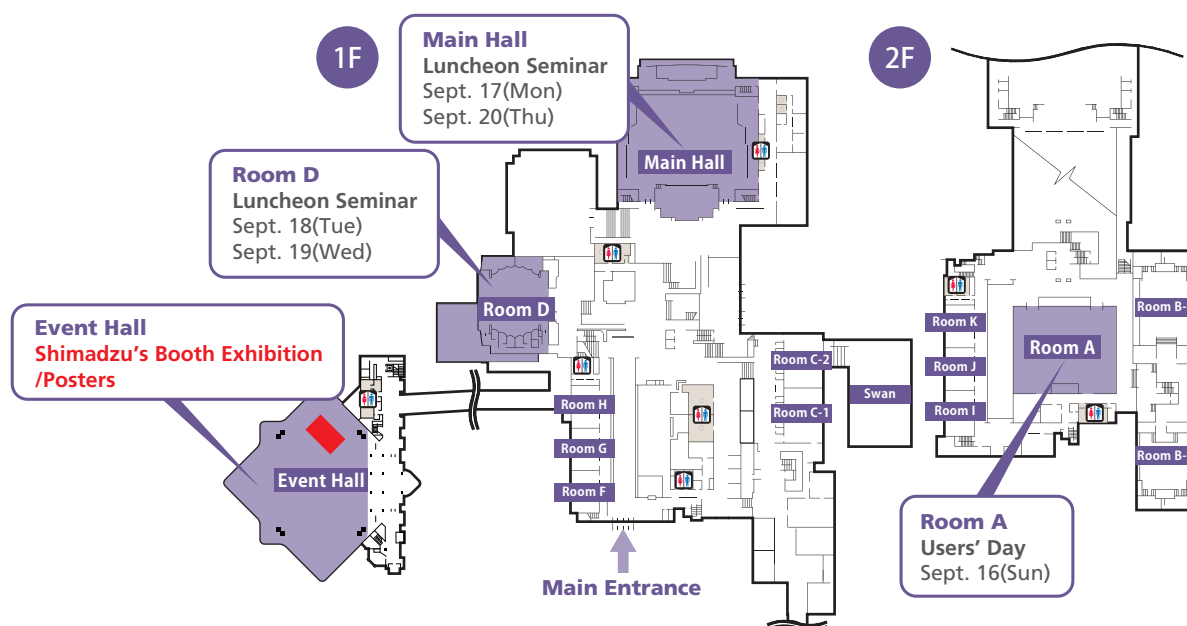 1F
Main Hall
Luncheon Seminar
Sept. 17(Mon)
Sept. 20(Thu)
Main Hall
Room D
Luncheon Seminar
Sept. 18(Tue)
Sept. 19(Wed)
Room D
Event Hall
Shimadzu’s Booth Exhibition
/Posters
Event Hall
Room H
Room G
Room F
Room C-2
Room C-1
Swan
Main Entrance
2F
Room K
Room J
Room I
Room A
Room B-
Room B-
Room A
Users’ Day
Sept. 16(Sun)